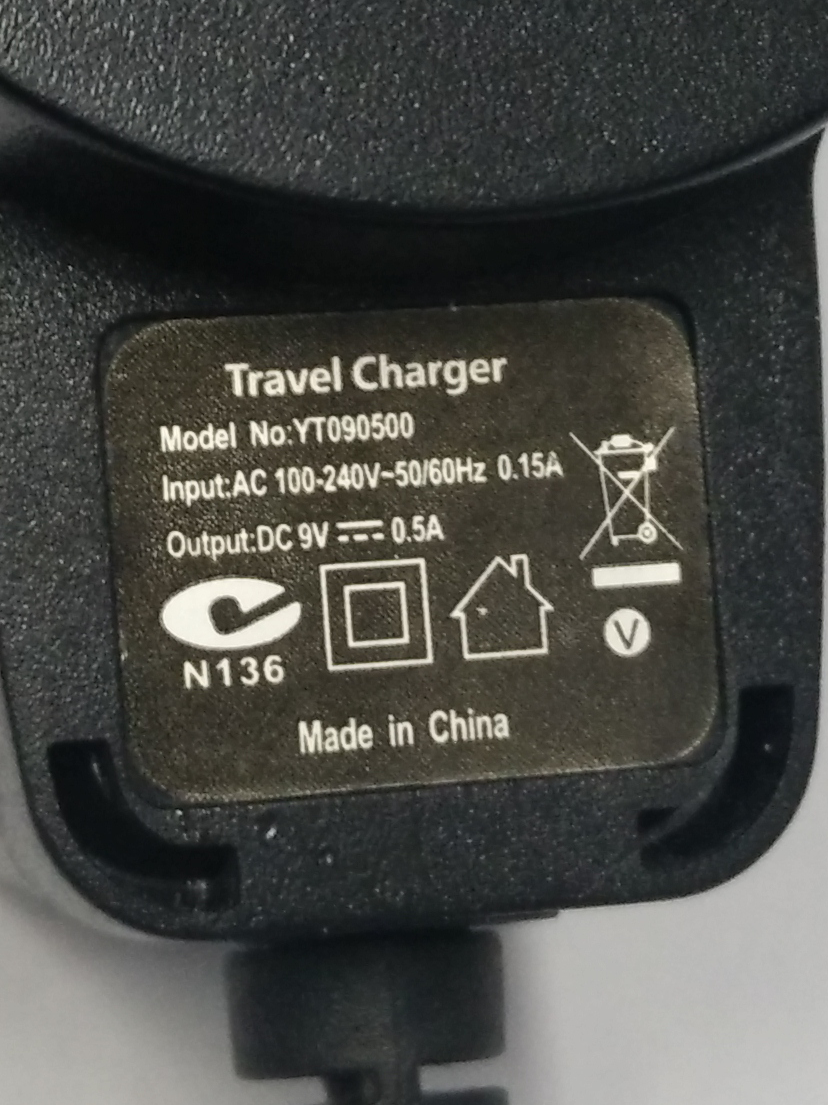 Travel Charger
Model No:YT090500
Input:AC 100-240V~50/60Hz 0.15A
Output:DC 9V ⎓ 0.5A
N136
V
Made in China